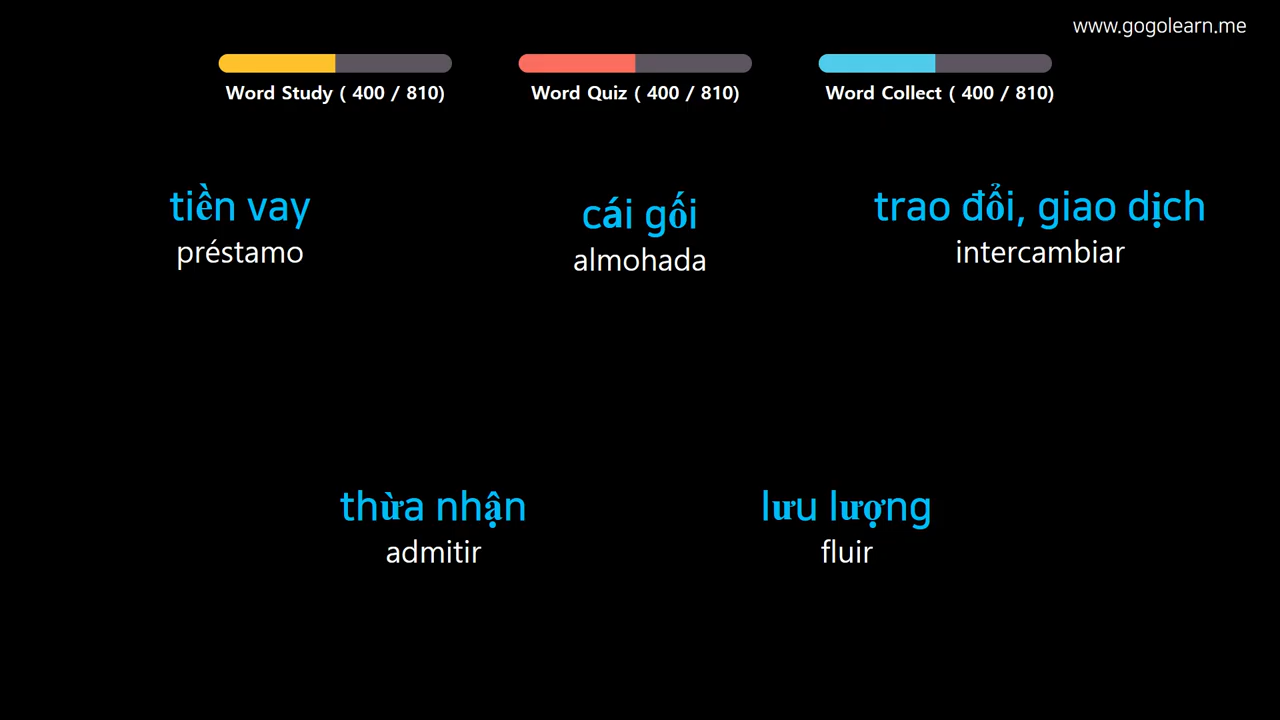 www.gogolearn.me
Word Study ( 400 / 810)
Word Quiz ( 400 / 810)
Word Collect ( 400 / 810)
tiền vay
préstamo
cái gối
almohada
trao đổi, giao dịch
intercambiar
thừa nhận
admitir
lưu lượng
fluir